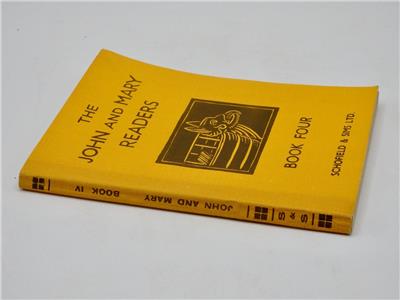 THE
JOHN AND MARY
READERS
BOOK FOUR
SCHOFIELD & SIMS LTD.
JOHN AND MARY BOOK IV
S & S